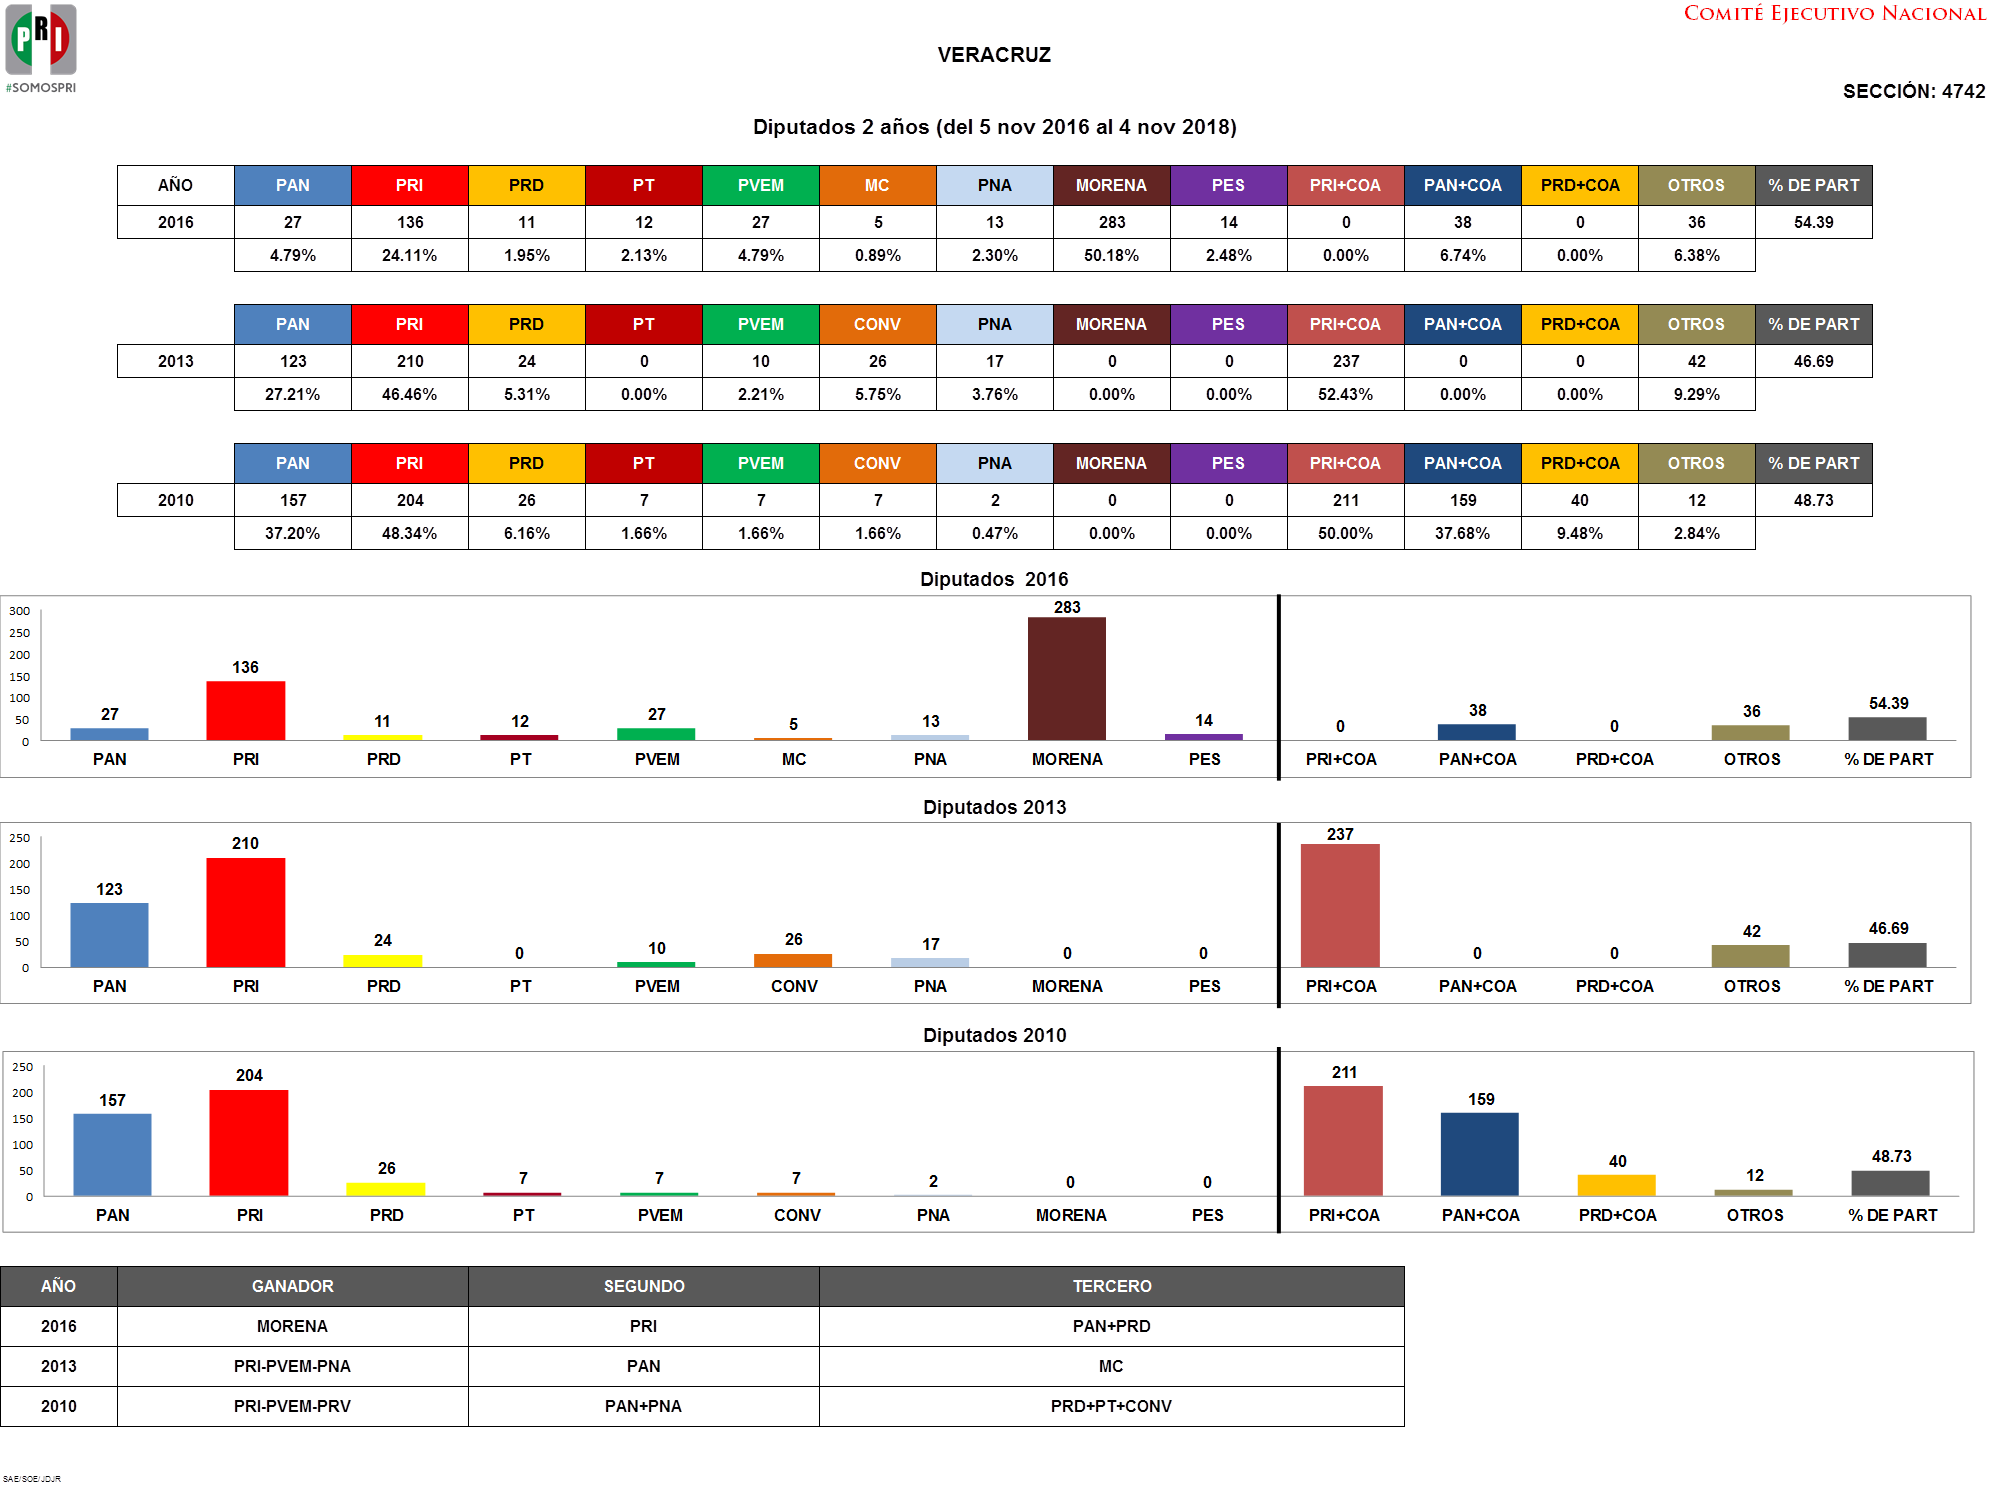 COMITÉ EJECUTIVO NACIONAL
PRI
#SOMOSPRI
VERACRUZ
SECCIÓN: 4742
Diputados 2 años (del 5 nov 2016 al 4 nov 2018)
AÑO PAN PRI PRD PT PVEM MC PNA MORENA PES PRI+COA PAN+COA PRD+COA OTROS % DE PART
2016 27 136 11 12 27 5 13 283 14 0 38 0 36 54.39
4.79% 24.11% 1.95% 2.13% 4.79% 0.89% 2.30% 50.18% 2.48% 0.00% 6.74% 0.00% 6.38%
PAN PRI PRD PT PVEM CONV PNA MORENA PES PRI+COA PAN+COA PRD+COA OTROS % DE PART
2013 123 210 24 0 10 26 17 0 0 237 0 0 42 46.69
27.21% 46.46% 5.31% 0.00% 2.21% 5.75% 3.76% 0.00% 0.00% 52.43% 0.00% 0.00% 9.29%
PAN PRI PRD PT PVEM CONV PNA MORENA PES PRI+COA PAN+COA PRD+COA OTROS % DE PART
2010 157 204 26 7 7 7 2 0 0 211 159 40 12 48.73
37.20% 48.34% 6.16% 1.66% 1.66% 1.66% 0.47% 0.00% 0.00% 50.00% 37.68% 9.48% 2.84%
Diputados 2016
300
250
200
150
100
50
0
27 136 11 12 27 5 13 283 14 0 38 0 36 54.39
PAN PRI PRD PT PVEM MC PNA MORENA PES PRI+COA PAN+COA PRD+COA OTROS % DE PART
Diputados 2013
250
200
150
100
50
0
123 210 24 0 10 26 17 0 0 237 0 0 42 46.69
PAN PRI PRD PT PVEM CONV PNA MORENA PES PRI+COA PAN+COA PRD+COA OTROS % DE PART
Diputados 2010
250
200
150
100
50
0
157 204 26 7 7 7 2 0 0 211 159 40 12 48.73
PAN PRI PRD PT PVEM CONV PNA MORENA PES PRI+COA PAN+COA PRD+COA OTROS % DE PART
AÑO GANADOR SEGUNDO TERCERO
2016 MORENA PRI PAN+PRD
2013 PRI-PVEM-PNA PAN MC
2010 PRI-PVEM-PRV PAN+PNA PRD+PT+CONV
SAE/SOE/JDJR